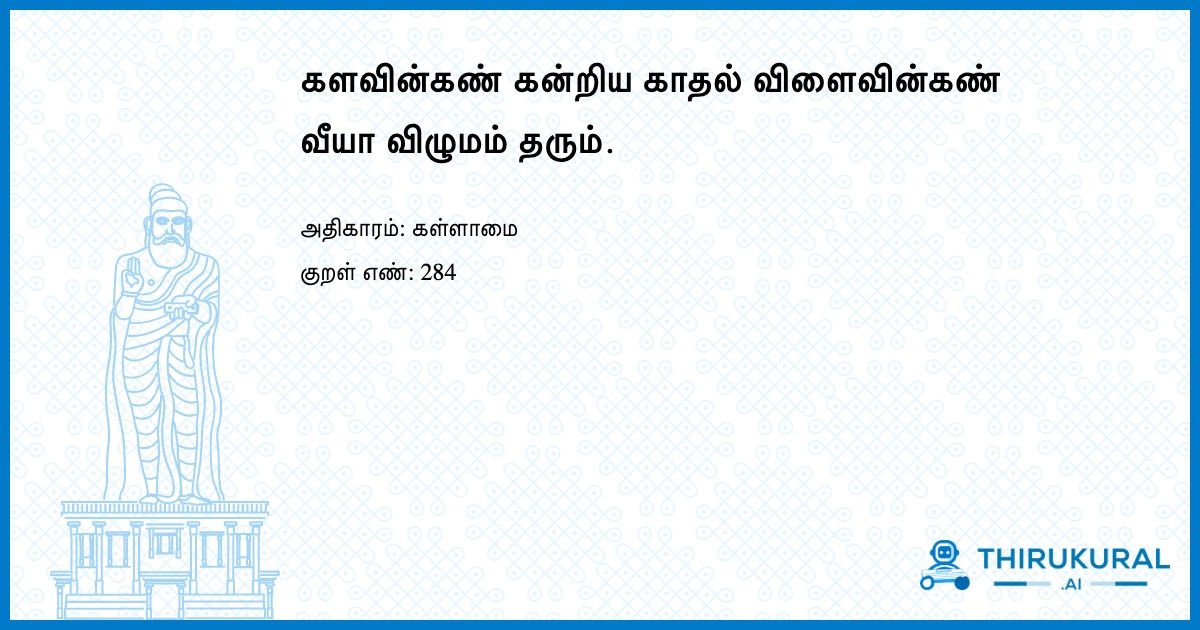 களவின்கண் கன்றிய காதல் விளைவின்கண்
வீயா விழுமம் தரும்.
அதிகாரம்: கள்ளாமை
குறள் எண்: 284
THIRUKURAL
.AI